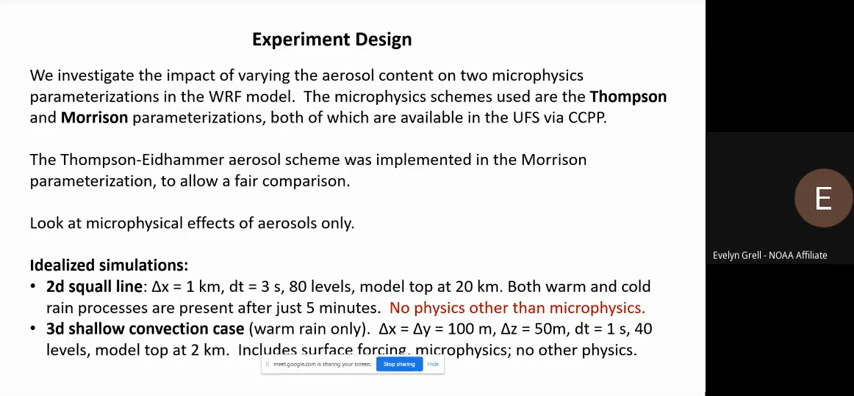 Experiment Design
We investigate the impact of varying the aerosol content on two microphysics
parameterizations in the WRF model.  The microphysics schemes used are the Thompson
and Morrison parameterizations, both of which are available in the UFS via CCPP.
The Thompson-Eidhammer aerosol scheme was implemented in the Morrison
parameterization, to allow a fair comparison.
Look at microphysical effects of aerosols only.
Idealized simulations:
• 2d squall line: Δx = 1 km, dt = 3 s, 80 levels, model top at 20 km.  Both warm and cold
rain processes are present after just 5 minutes.  No physics other than microphysics.
• 3d shallow convection case (warm rain only).  Δx = Δy = 100 m, Δz = 50m, dt = 1 s, 40
levels, model top at 2 km.  Includes surface forcing, microphysics; no other physics.
meet.google.com is sharing your screen. Stop sharing Hide
E
Evelyn Grell - NOAA Affiliate